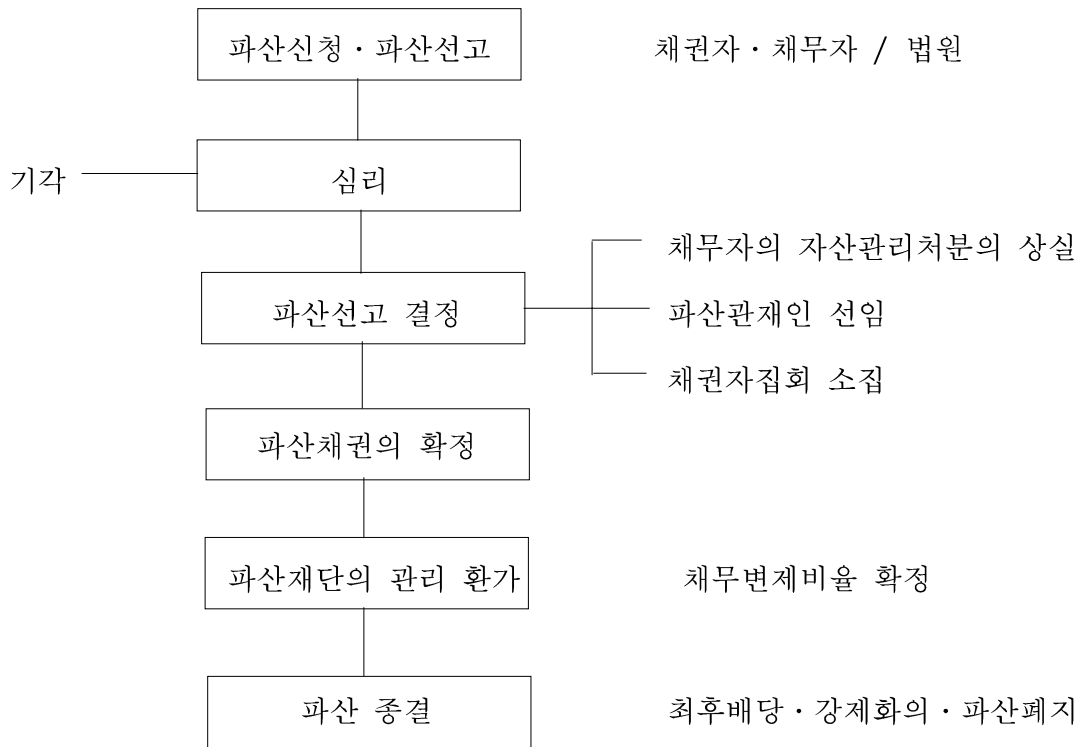 파산신청·파산선고 채권자·채무자 / 법원
기각 심리
채무자의 자산관리처분의 상실
파산선고 결정 파산관재인 선임
채권자집회 소집
파산채권의 확정
파산재단의 관리 환가 채무변제비율 확정
파산 종결 최후배당·강제화의·파산폐지